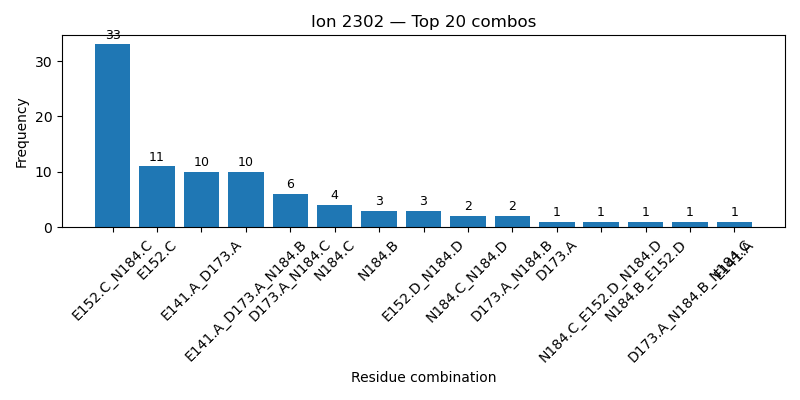 Ion 2302 — Top 20 combos
Frequency
30
20
10
0
33
11
10
10
6
4
3
3
2
2
1
1
1
1
1
E152.C_N184.C
E152.C
E141.A_D173.A
E141.A_D173.A_N184.B
D173.A_N184.C
N184.C
N184.B
E152.D_N184.D
N184.C_N184.D
D173.A_N184.B
D173.A
N184.C_E152.D_N184.D
N184.B_E152.D
D173.A_N184.B_N184.C
E141.A
Residue combination